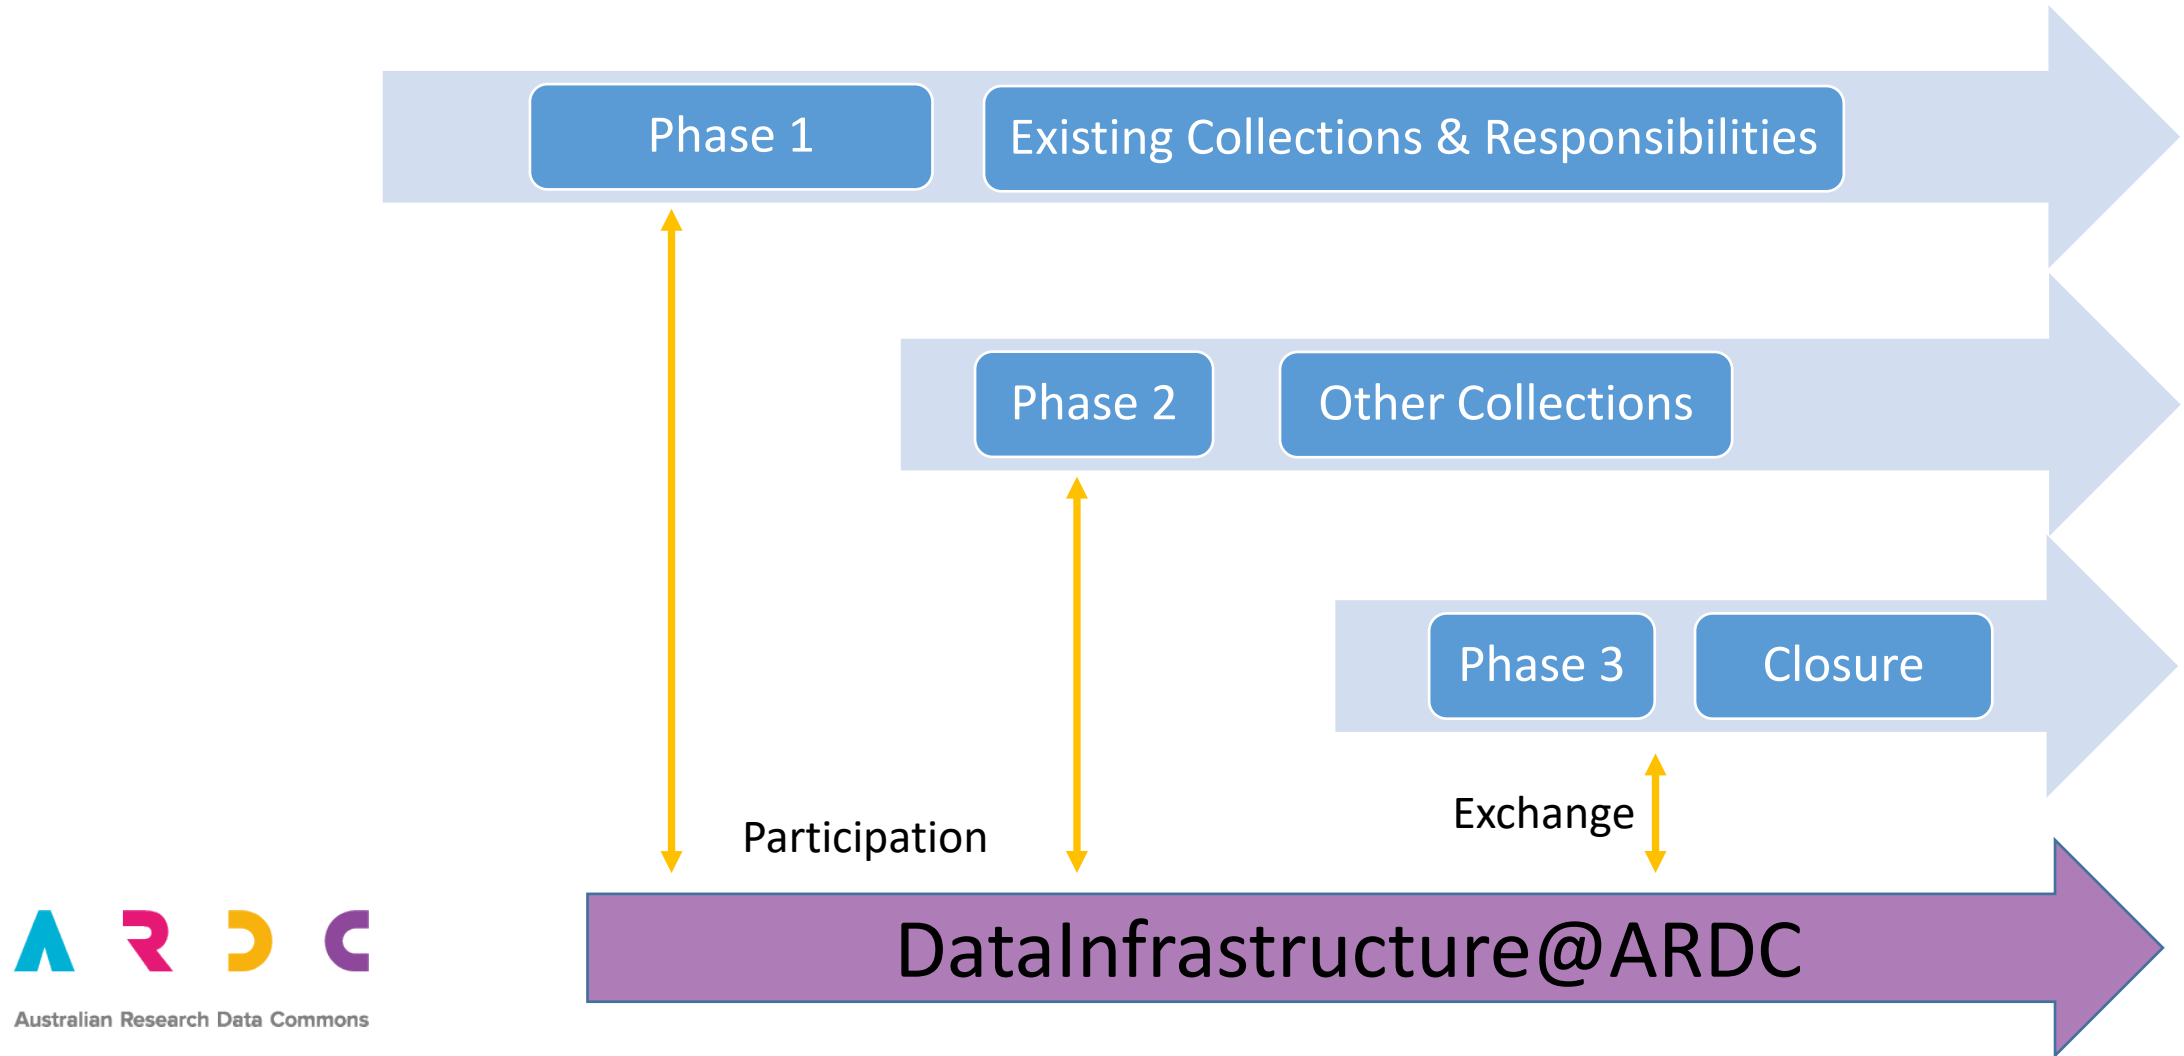 Phase 1
Existing Collections & Responsibilities
Phase 2
Other Collections
Phase 3
Closure
Exchange
Participation
DataInfrastructure@ARDC
ARDC
Australian Research Data Commons